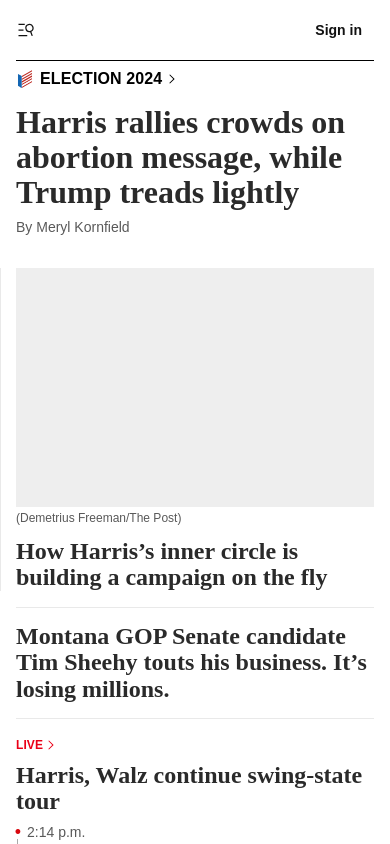 Sign in
ELECTION 2024
Harris rallies crowds on
abortion message, while
Trump treads lightly
By Meryl Kornfield
(Demetrius Freeman/The Post)
How Harris’s inner circle is
building a campaign on the fly
Montana GOP Senate candidate
Tim Sheehy touts his business. It’s
losing millions.
LIVE
Harris, Walz continue swing-state
tour
2:14 p.m.